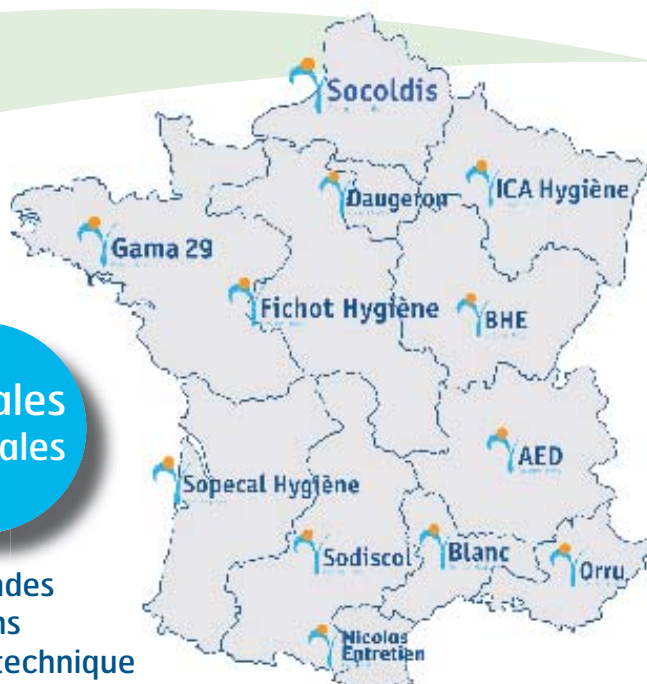 Socoldis
Daugeron
ICA Hygiène
Gama 29
Fichot Hygiène
BHE
ales
ales
AED
Sopecal Hygiène
Sodiscol
Blanc
Orru
Nicolas
Entretien
ndes
ns
technique